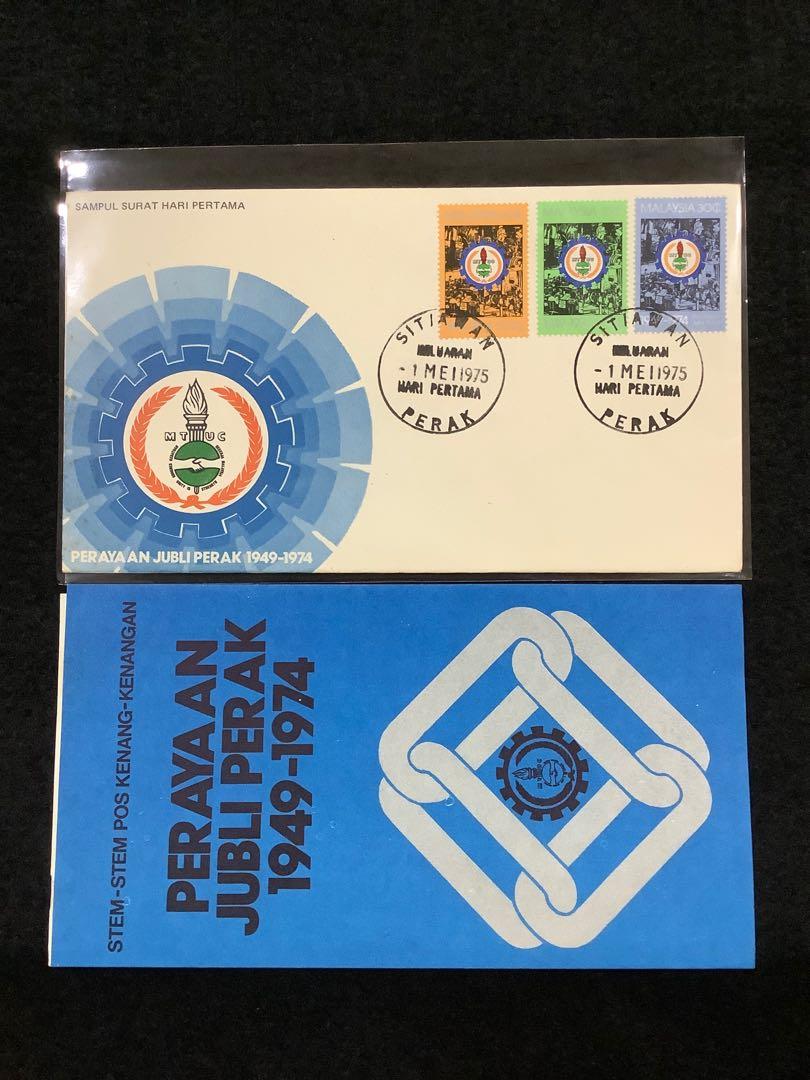 SAMPUL SURAT HARI PERTAMA
MALAYSIA 30¢
SITIAWAN
KELUARAN
-1 MEI 1975
HARI PERTAMA
PERAK
SITIAWAN
KELUARAN
-1 MEI 1975
HARI PERTAMA
PERAK
MTUC
PERAYAAN JUBLI PERAK 1949-1974
STEM-STEM POS KENANG-KENANGAN
PERAYAAN
JUBLI PERAK
1949-1974